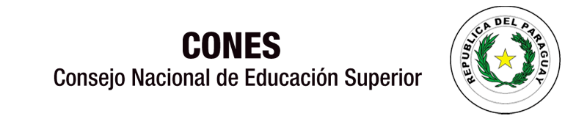 CONES
Consejo Nacional de Educación Superior
REPUBLICA DEL PARAGUAY